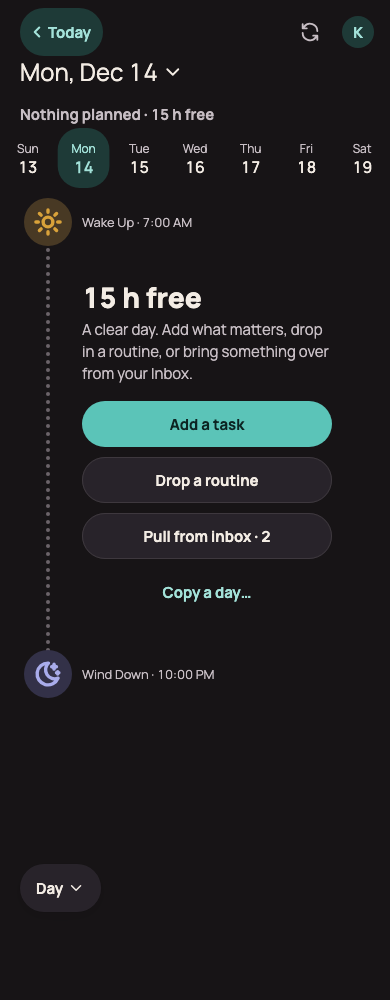 Today
K
Mon, Dec 14
Nothing planned · 15 h free
Sun Mon Tue Wed Thu Fri Sat
13 14 15 16 17 18 19
Wake Up · 7:00 AM
15 h free
A clear day. Add what matters, drop
in a routine, or bring something over
from your Inbox.
Add a task
Drop a routine
Pull from inbox · 2
Copy a day...
Wind Down · 10:00 PM
Day